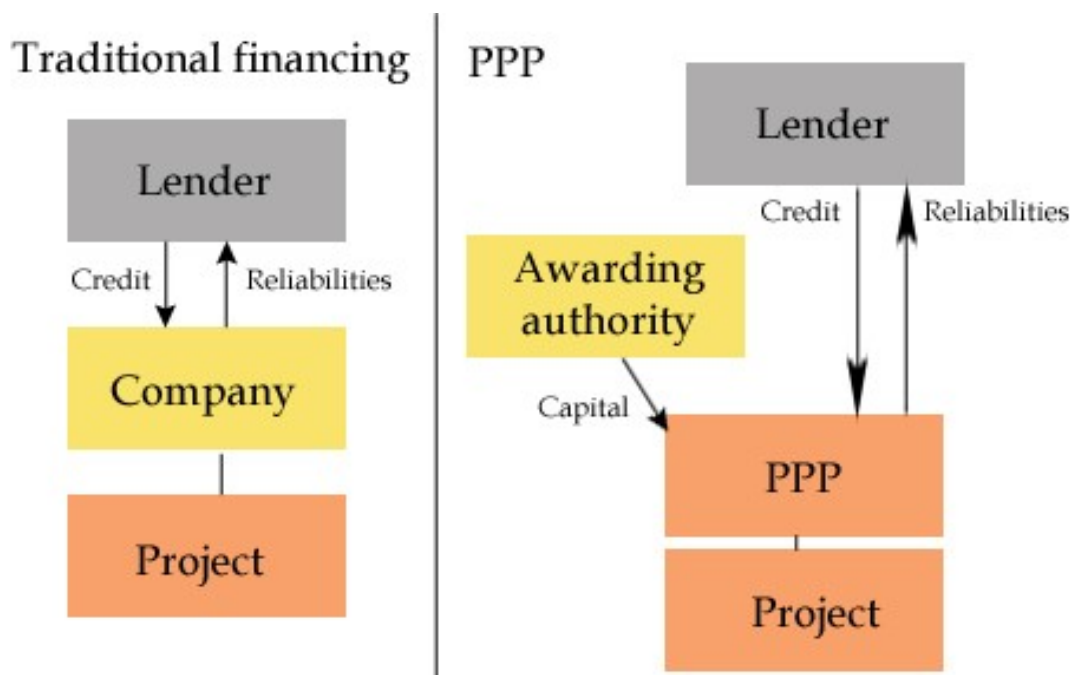 Traditional financing
Lender
Credit
Reliabilities
Company
Project
PPP
Lender
Credit
Reliabilities
Awarding
authority
Capital
PPP
Project